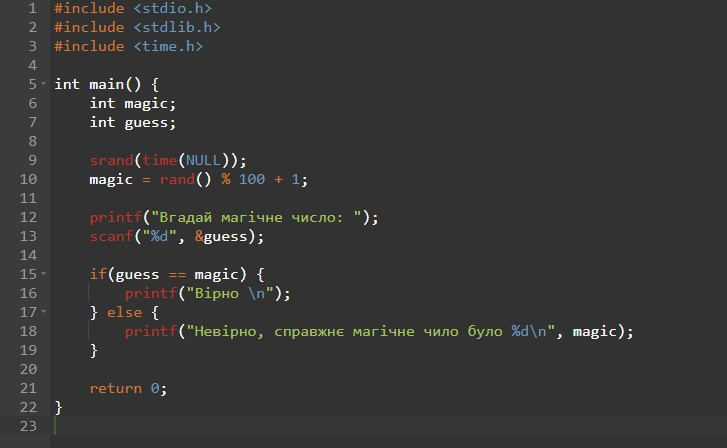 1 #include <stdio.h>
2 #include <stdlib.h>
3 #include <time.h>
4
5 int main() {
6     int magic;
7     int guess;
8
9     srand(time(NULL));
10     magic = rand() % 100 + 1;
11
12     printf("Вгадай магічне число: ");
13     scanf("%d", &guess);
14
15     if(guess == magic) {
16         printf("Вірно \n");
17     } else {
18         printf("Невірно, справжнє магічне чило було %d\n", magic);
19     }
20
21     return 0;
22 }
23